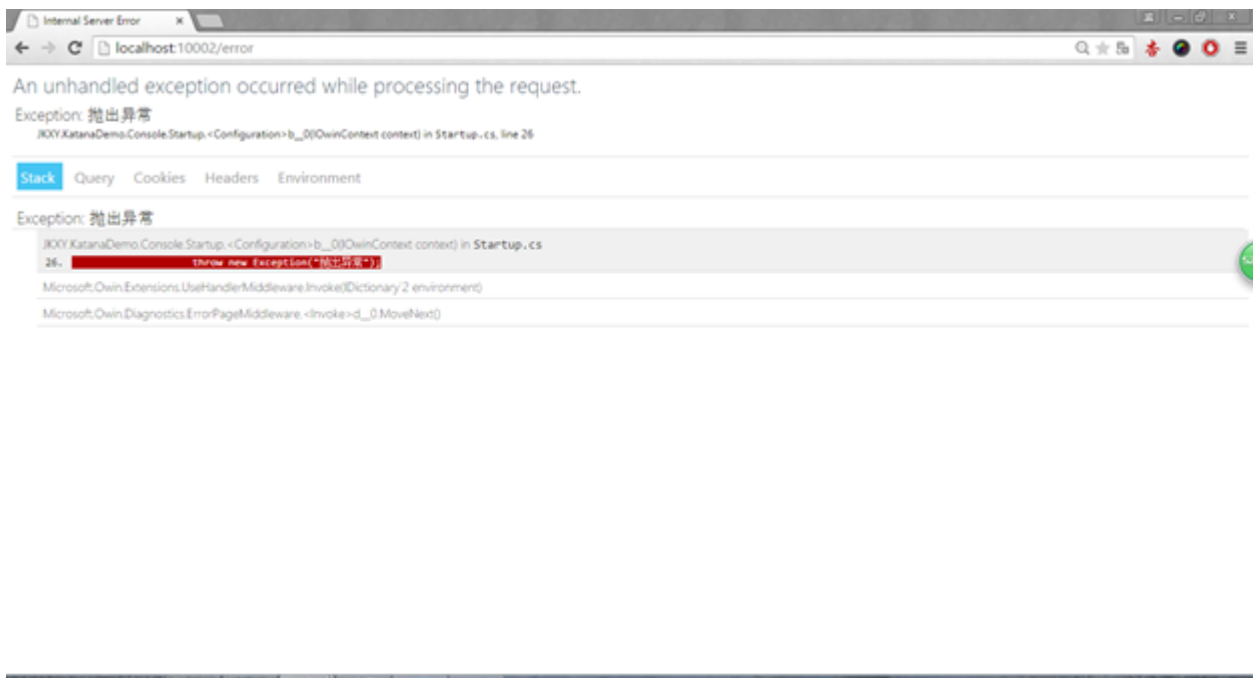 Internal Server Error
localhost:10002/error
An unhandled exception occurred while processing the request.
Exception: 抛出异常
JKXY.KatanaDemo.Console.Startup.<Configuration>b__0(IOwinContext context) in Startup.cs, line 26
Stack Query Cookies Headers Environment
Exception: 抛出异常
JKXY.KatanaDemo.Console.Startup.<Configuration>b__0(IOwinContext context) in Startup.cs
26. throw new Exception("抛出异常");
Microsoft.Owin.Extensions.UseHandlerMiddleware.Invoke(IDictionary`2 environment)
Microsoft.Owin.Diagnostics.ErrorPageMiddleware.<Invoke>d__0.MoveNext()